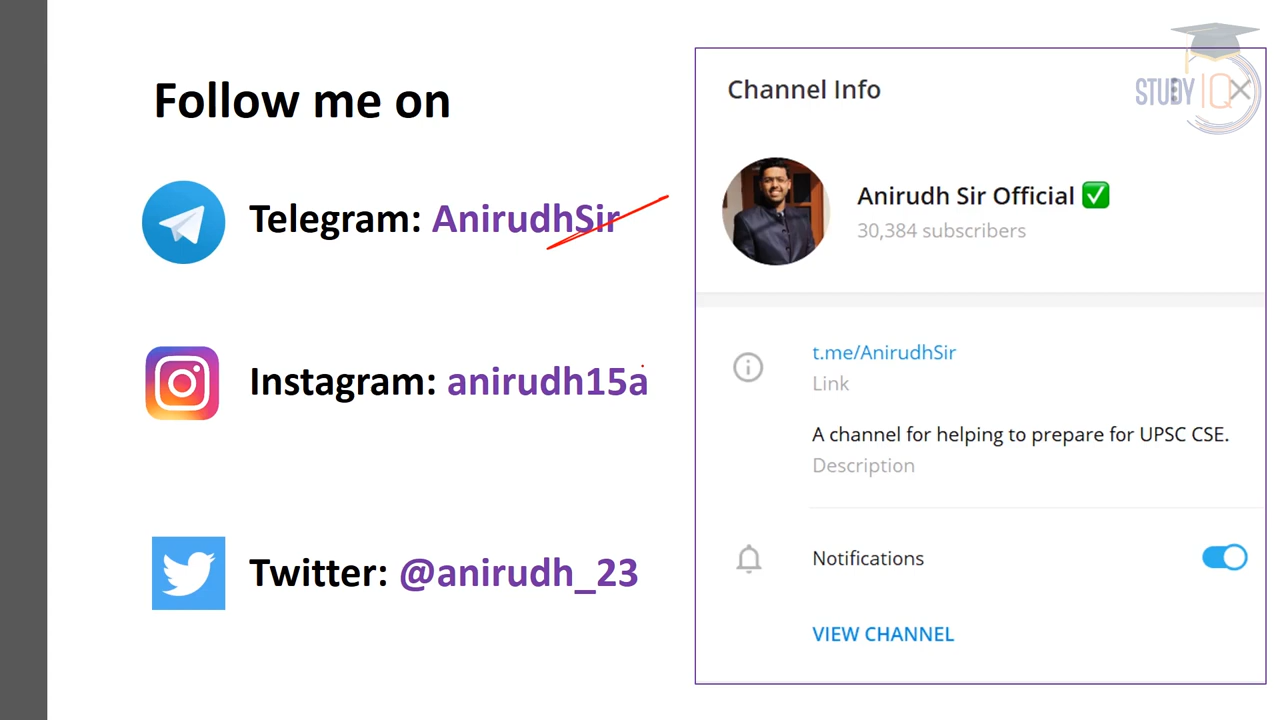 Follow me on
Telegram: AnirudhSir
Instagram: anirudh15a
Twitter: @anirudh_23
STUDY IQ
Channel Info
Anirudh Sir Official
30,384 subscribers
t.me/AnirudhSir
Link
A channel for helping to prepare for UPSC CSE.
Description
Notifications
VIEW CHANNEL